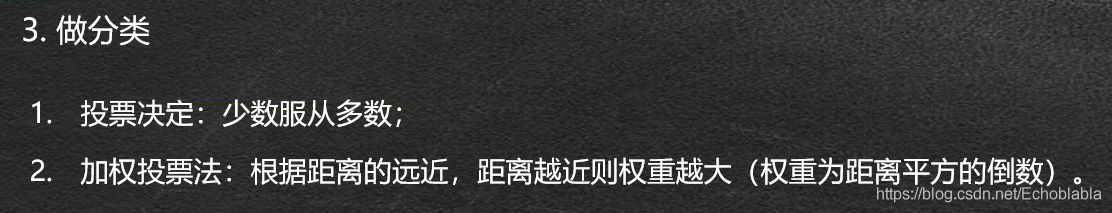 3. 做分类
1. 投票决定：少数服从多数；
2. 加权投票法：根据距离的远近，距离越近则权重越大（权重为距离平方的倒数）。
https://blog.csdn.net/Echoblabla